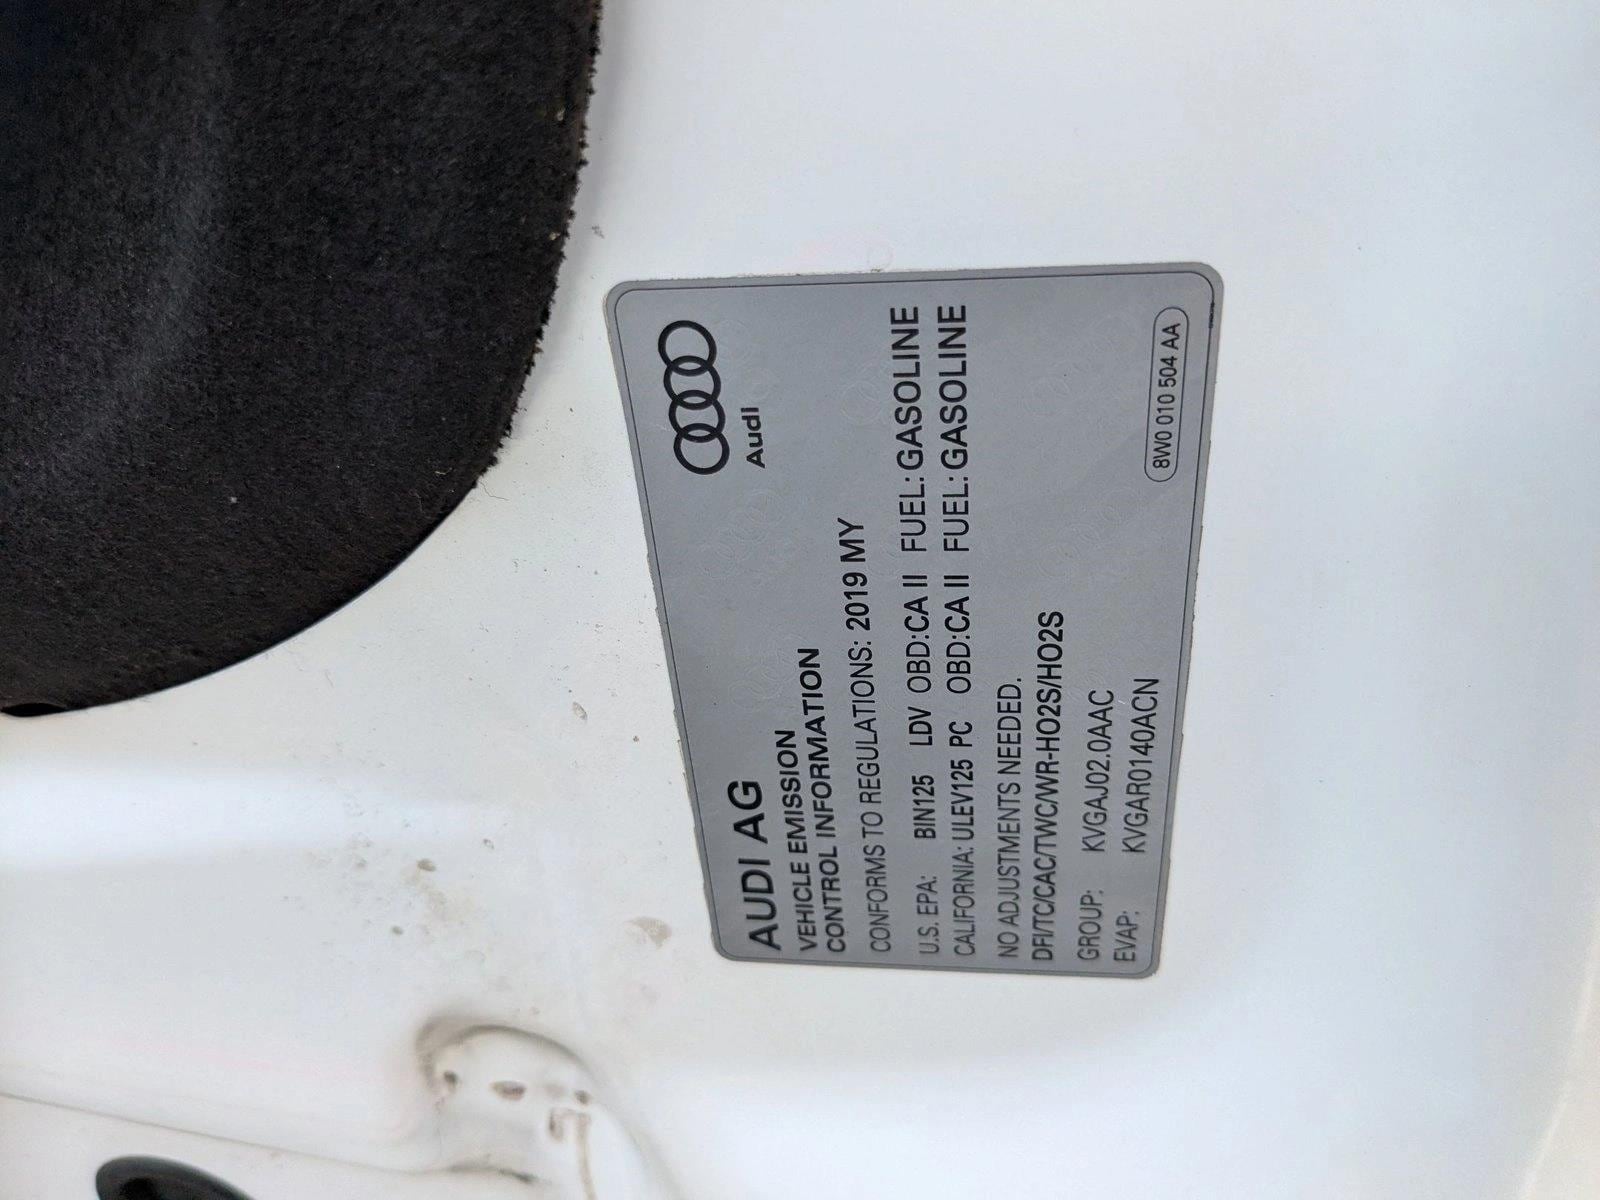 Audi
AUDI AG
VEHICLE EMISSION
CONTROL INFORMATION
CONFORMS TO REGULATIONS: 2019 MY
U.S. EPA: BIN125 LDV OBD:CA II FUEL: GASOLINE
CALIFORNIA: ULEV125 PC OBD:CA II FUEL: GASOLINE
NO ADJUSTMENTS NEEDED.
DFI/TC/CAC/TWC/WR-HO2S/HO2S
GROUP: KVGAJ02.0AAC
EVAP: KVGAR0140ACN
8W0 010 504 AA